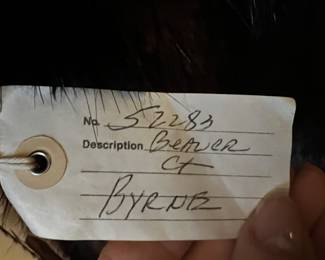 No. 52283
Description Beaver
Ct
BYRNE